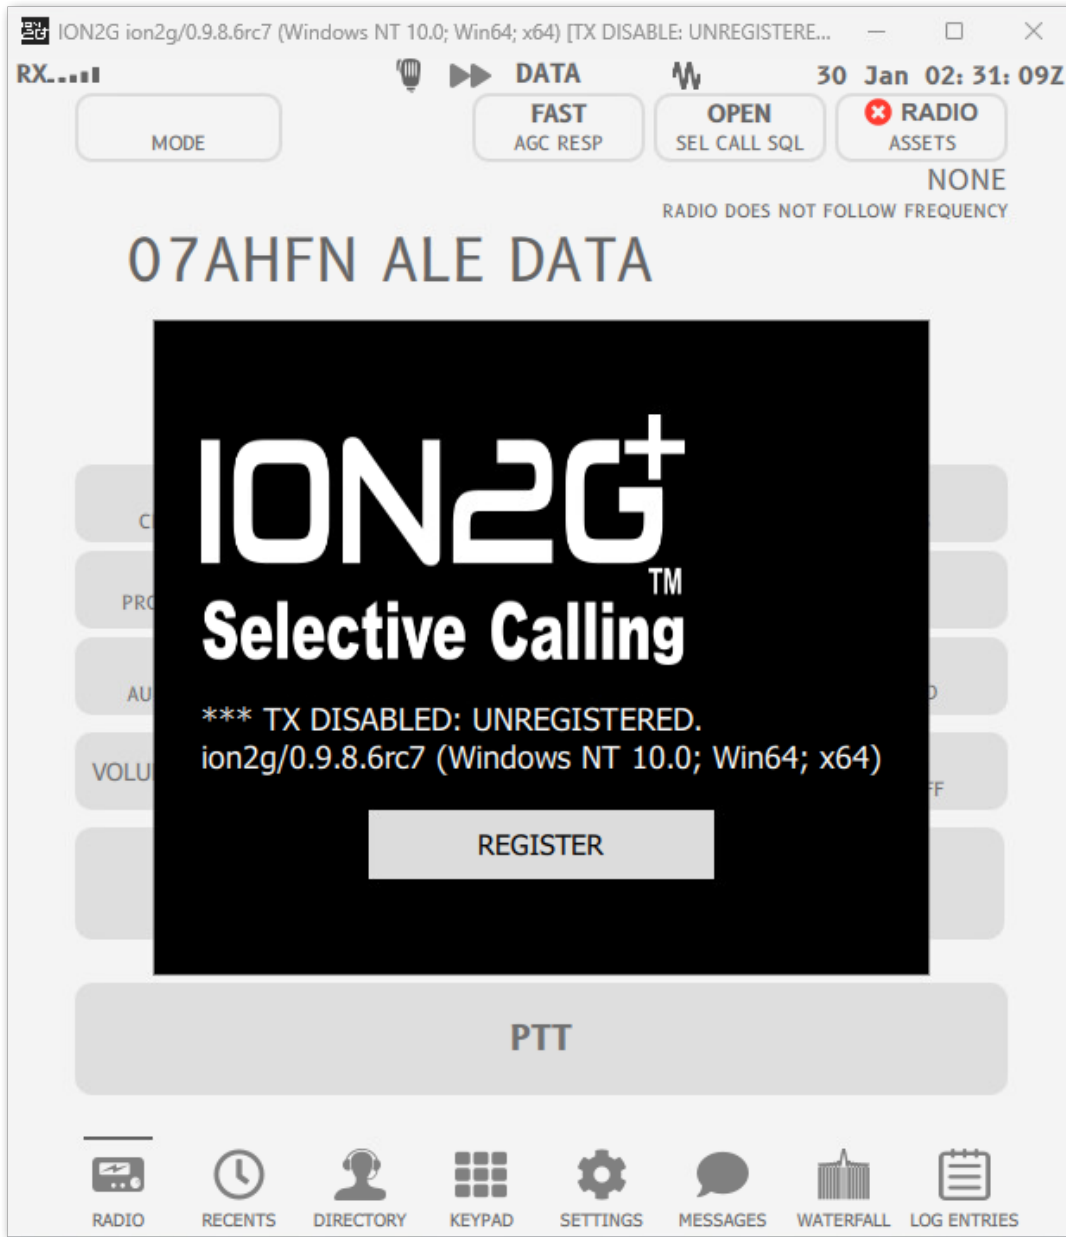 ION2G ion2g/0.9.8.6rc7 (Windows NT 10.0; Win64; x64) [TX DISABLE: UNREGISTERE...
RX DATA 30 Jan 02:31:09Z
MODE
FAST
AGC RESP
OPEN
SEL CALL SQL
RADIO
ASSETS
NONE
RADIO DOES NOT FOLLOW FREQUENCY
07AHFN ALE DATA
ION2G+
TM
Selective Calling
*** TX DISABLED: UNREGISTERED.
ion2g/0.9.8.6rc7 (Windows NT 10.0; Win64; x64)
REGISTER
PTT
RADIO RECENTS DIRECTORY KEYPAD SETTINGS MESSAGES WATERFALL LOG ENTRIES